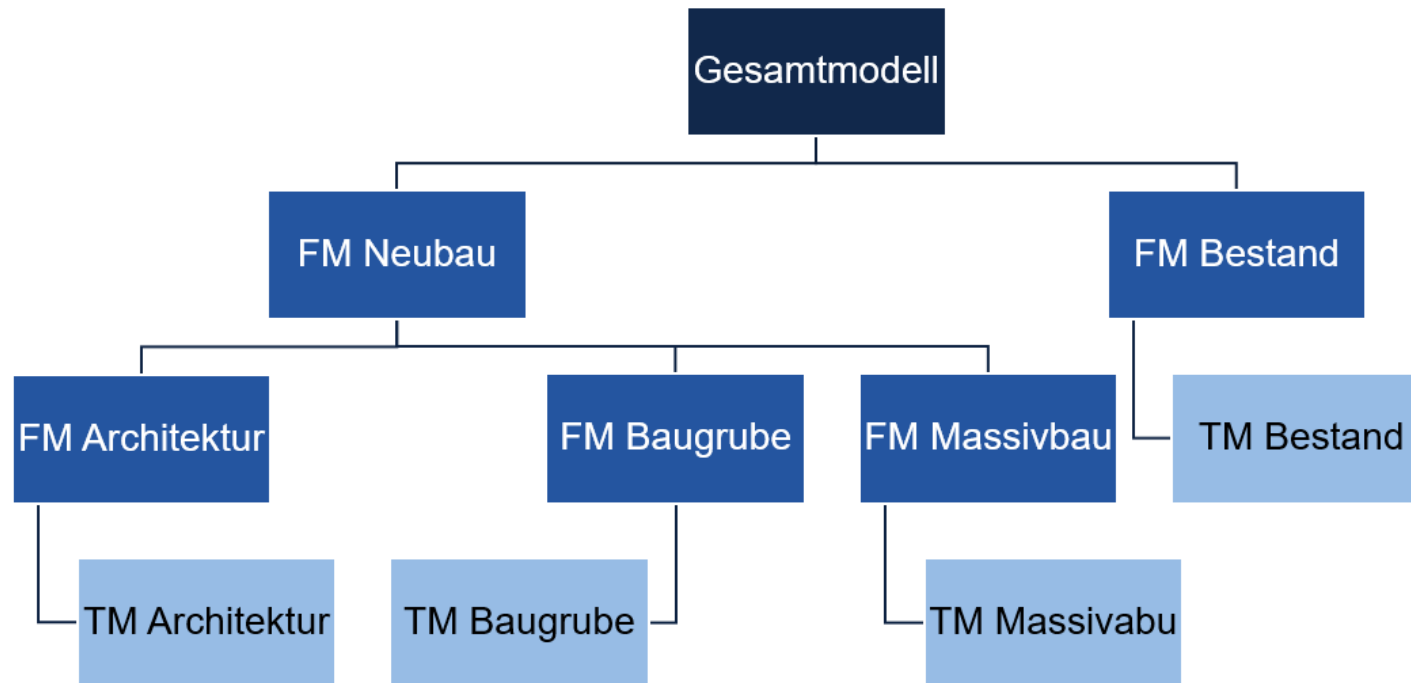 Gesamtmodell
FM Neubau
FM Bestand
FM Architektur
FM Baugrube
FM Massivbau
TM Bestand
TM Architektur
TM Baugrube
TM Massivabu